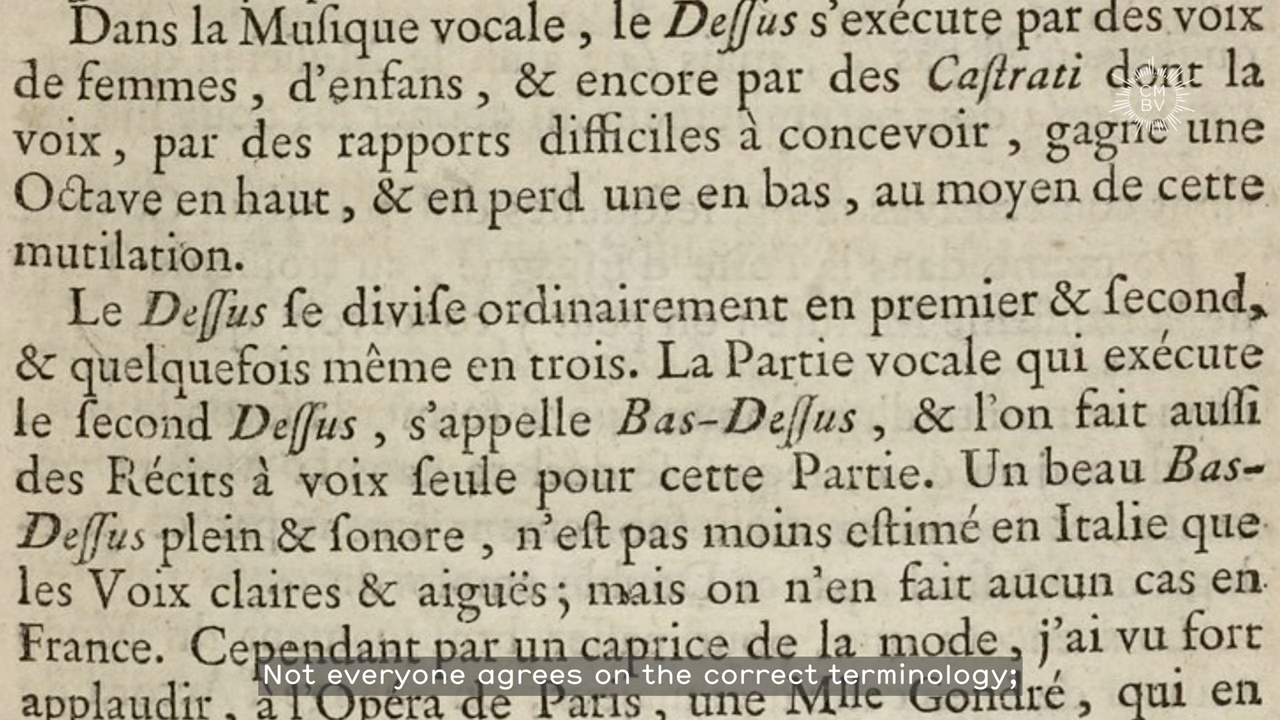 Dans la Muſique vocale, le Deſſus s'exécute par des voix
de femmes, d'enfans, & encore par des Caſtrati dont la
CM
BV
voix, par des rapports difficiles à concevoir, gagne une
Octave en haut, & en perd une en bas, au moyen de cette
mutilation.
Le Deſſus ſe diviſe ordinairement en premier & ſecond,
& quelquefois même en trois. La Partie vocale qui exécute
le ſecond Deſſus, s'appelle Bas-Deſſus, & l'on fait auſſi
des Récits à voix ſeule pour cette Partie. Un beau Bas-
Deſſus plein & ſonore, n'eſt pas moins eſtimé en Italie que
les Voix claires & aiguës; mais on n'en fait aucun cas en
France. Cependant par un caprice de la mode, j'ai vu fort
Not everyone agrees on the correct terminology;
applaudir, à l'Opéra de Paris, une Mlle Gondré, qui en